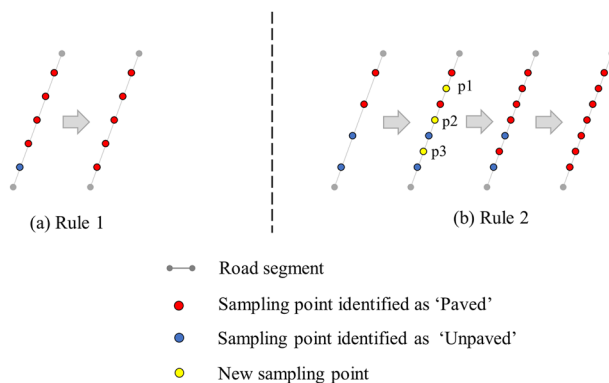 p1
p2
p3
(a) Rule 1
(b) Rule 2
Road segment
Sampling point identified as ‘Paved’
Sampling point identified as ‘Unpaved’
New sampling point